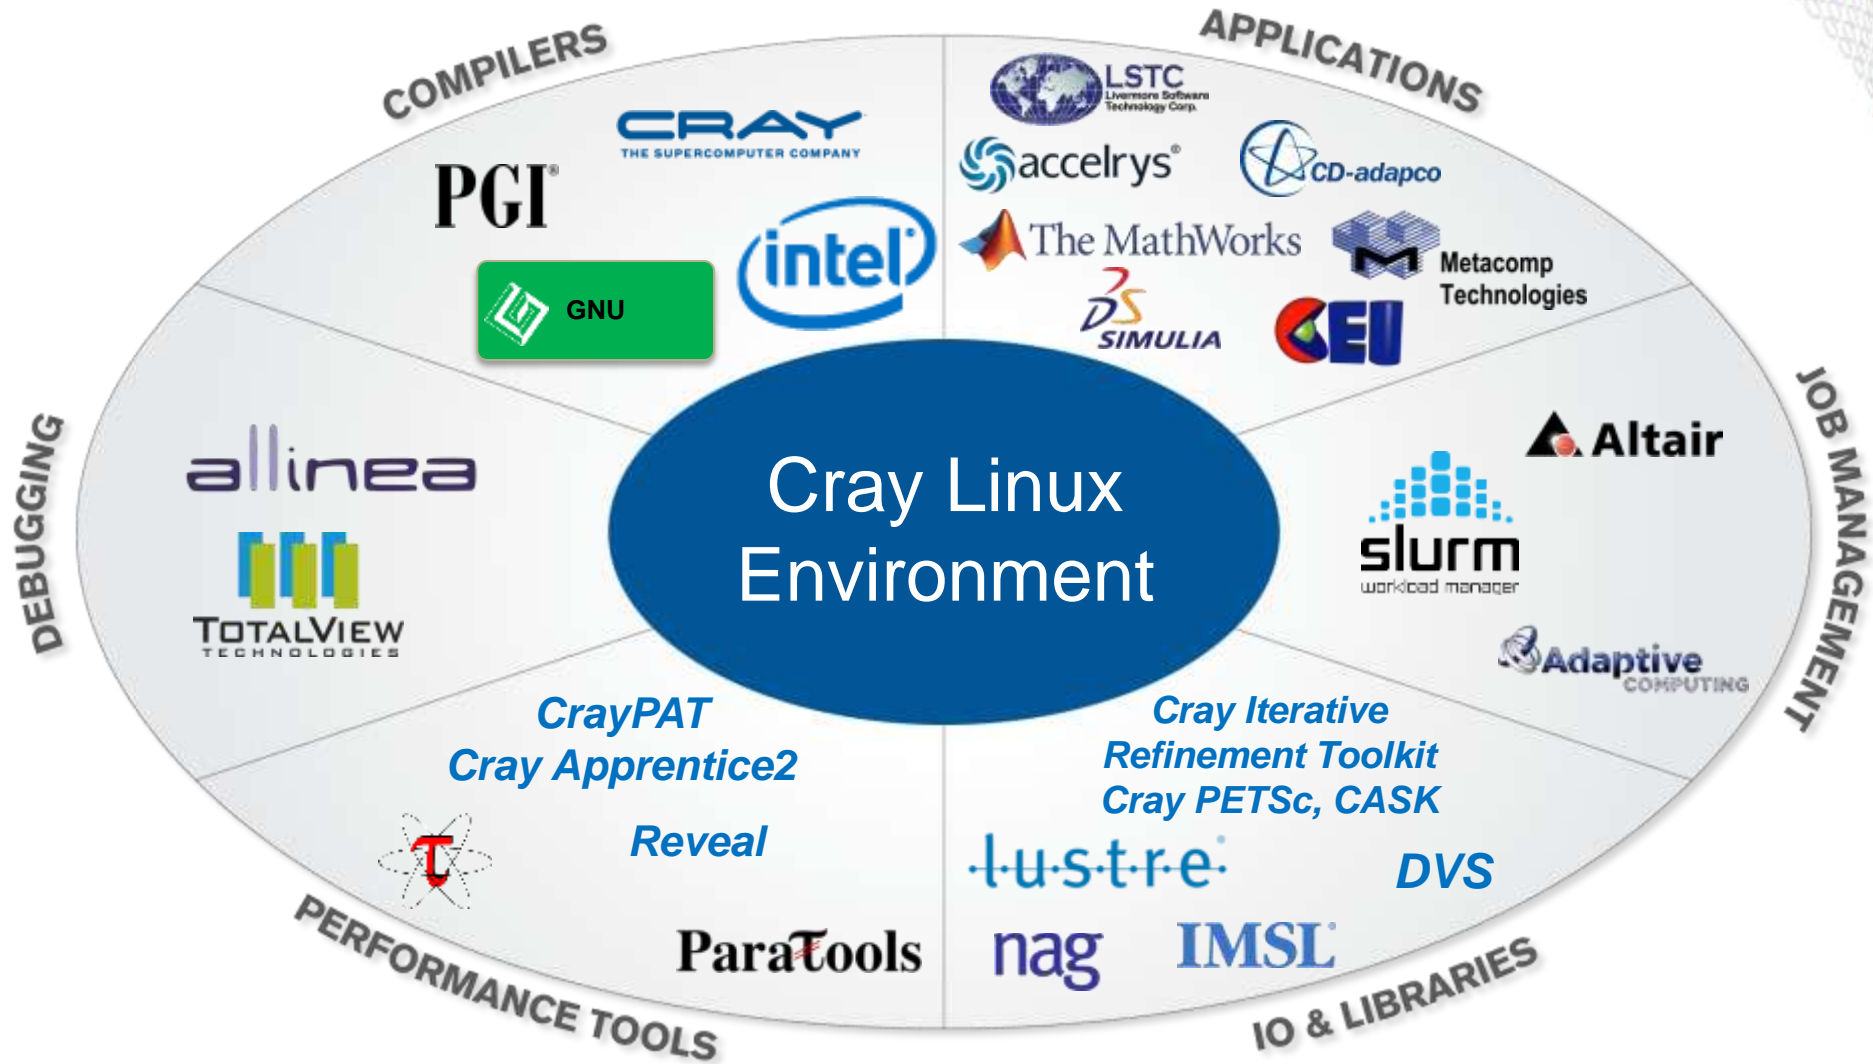 COMPILERS
CRAY
THE SUPERCOMPUTER COMPANY
PGI®
intel®
GNU
APPLICATIONS
LSTC
Livermore Software
Technology Corp.
accelrys®
CD-adapco
The MathWorks
Metacomp
Technologies
SIMULIA
CEI
DEBUGGING
allinea
TOTALVIEW
TECHNOLOGIES
Cray Linux
Environment
JOB MANAGEMENT
Altair
slurm
workload manager
Adaptive
COMPUTING
CrayPAT
Cray Apprentice2
Reveal
ParaTools
PERFORMANCE TOOLS
Cray Iterative
Refinement Toolkit
Cray PETSc, CASK
lustre
DVS
nag
IMSL
IO & LIBRARIES